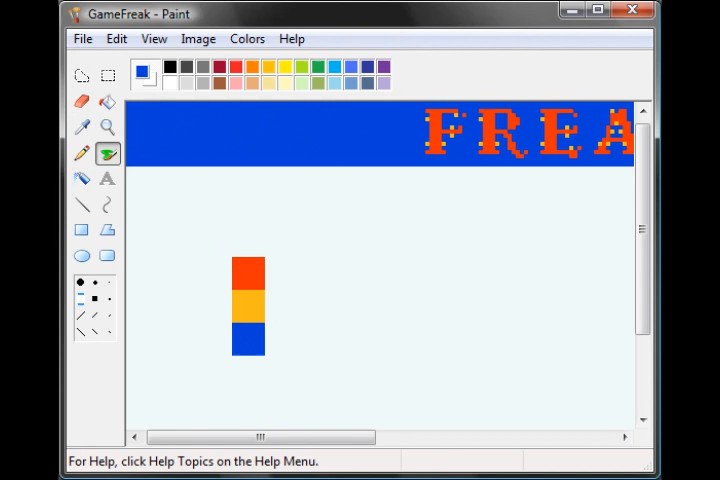 GameFreak - Paint
File Edit View Image Colors Help
FREA
For Help, click Help Topics on the Help Menu.